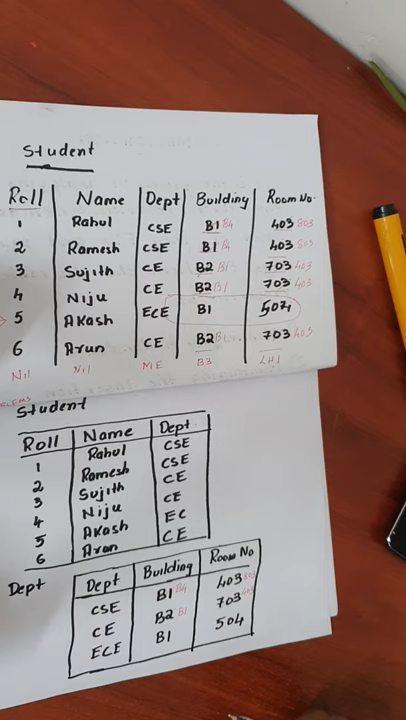 Student
Roll Name Dept Building Room No.
1 Rahul CSE B1 B4 403 803
2 Ramesh CSE B1 B4 403 803
3 Sujith CE B2 B1 703 403
4 Niju CE B2 B1 703 403
5 Akash ECE B1 504
6 Arun CE B2 B1 703 403
Nil Nil ME B3 LH1
Student
Roll Name Dept
1 Rahul CSE
2 Ramesh CSE
3 Sujith CE
4 Niju CE
5 Akash EC
6 Arun CE
Dept
Dept Building Room No
CSE B1 B4 403 803
CE B2 B1 703 403
ECE B1 504